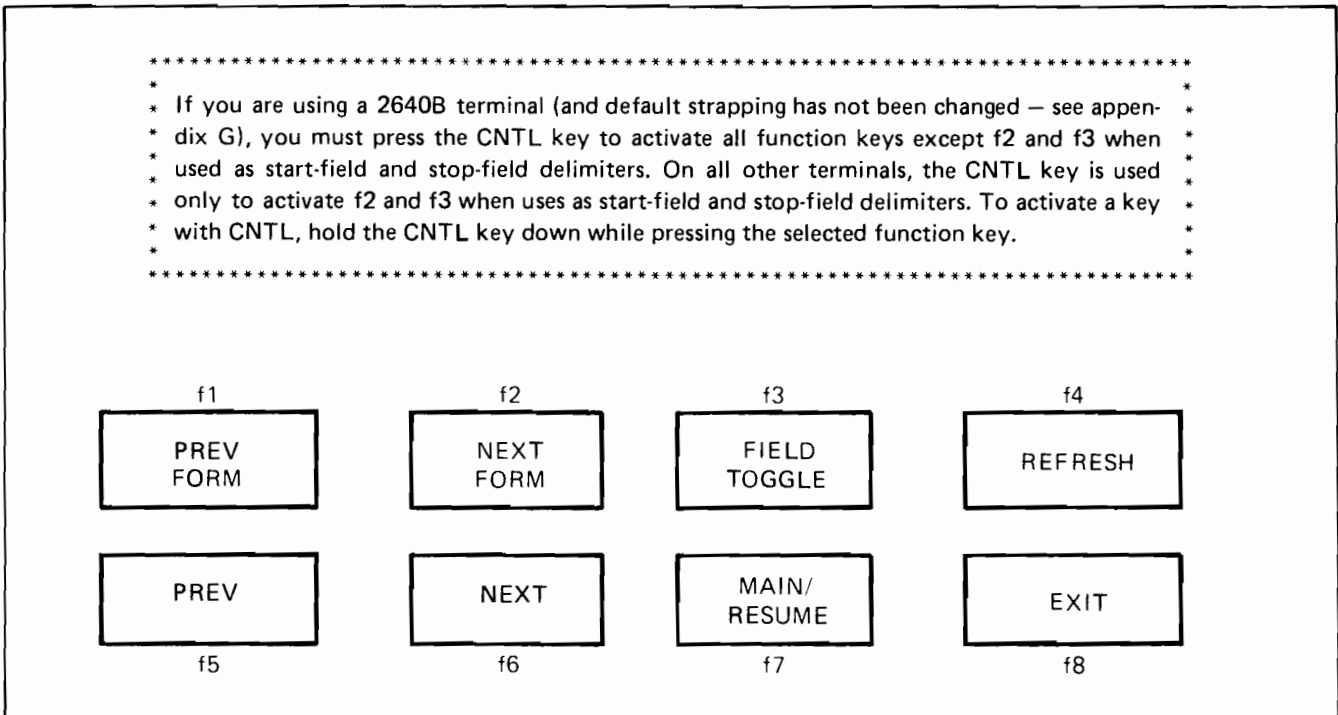 If you are using a 2640B terminal (and default strapping has not been changed — see appen-
dix G), you must press the CNTL key to activate all function keys except f2 and f3 when
used as start-field and stop-field delimiters. On all other terminals, the CNTL key is used
only to activate f2 and f3 when uses as start-field and stop-field delimiters. To activate a key
with CNTL, hold the CNTL key down while pressing the selected function key.
f1 f2 f3 f4
PREV NEXT FIELD REFRESH
FORM FORM TOGGLE
PREV NEXT MAIN/ EXIT
RESUME
f5 f6 f7 f8